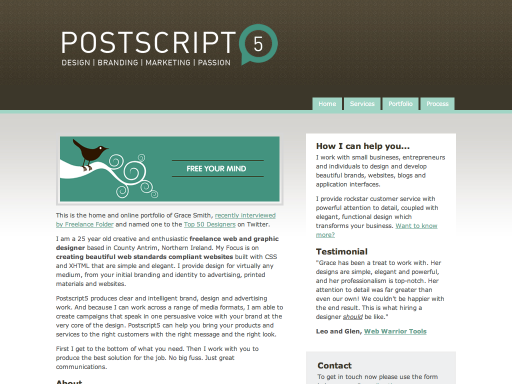 POSTSCRIPT 5
DESIGN | BRANDING | MARKETING | PASSION
Home Services Portfolio Process
FREE YOUR MIND
This is the home and online portfolio of Grace Smith, recently interviewed
by Freelance Folder and named one to the Top 50 Designers on Twitter.
I am a 25 year old creative and enthusiastic freelance web and graphic
designer based in County Antrim, Northern Ireland. My Focus is on
creating beautiful web standards compliant websites built with CSS
and XHTML that are simple and elegant. I provide design for virtually any
medium, from your initial branding and identity to advertising, printed
materials and websites.
Postscript5 produces clear and intelligent brand, design and advertising
work. And because I can work across a range of media formats, I am able to
create campaigns that speak in one persuasive voice with your brand at the
very core of the design. Postscript5 can help you bring your products and
services to the right customers with the right message and the right look.
First I get to the bottom of what you need. Then I work with you to
produce the best solution for the job. No big fuss. Just great
communications.
About
How I can help you...
I work with small businesses, entrepreneurs
and individuals to design and develop
beautiful brands, websites, blogs and
application interfaces.
I provide rockstar customer service with
powerful attention to detail, coupled with
elegant, functional design which
transforms your business. Want to know
more?
Testimonial
"Grace has been a treat to work with. Her
designs are simple, elegant and powerful,
and her professionalism is top-notch. Her
attention to detail was far greater than
even our own! We couldn't be happier with
the end result. This is what hiring a
designer should be like."
Leo and Glen, Web Warrior Tools
Contact
To get in touch now please use the form